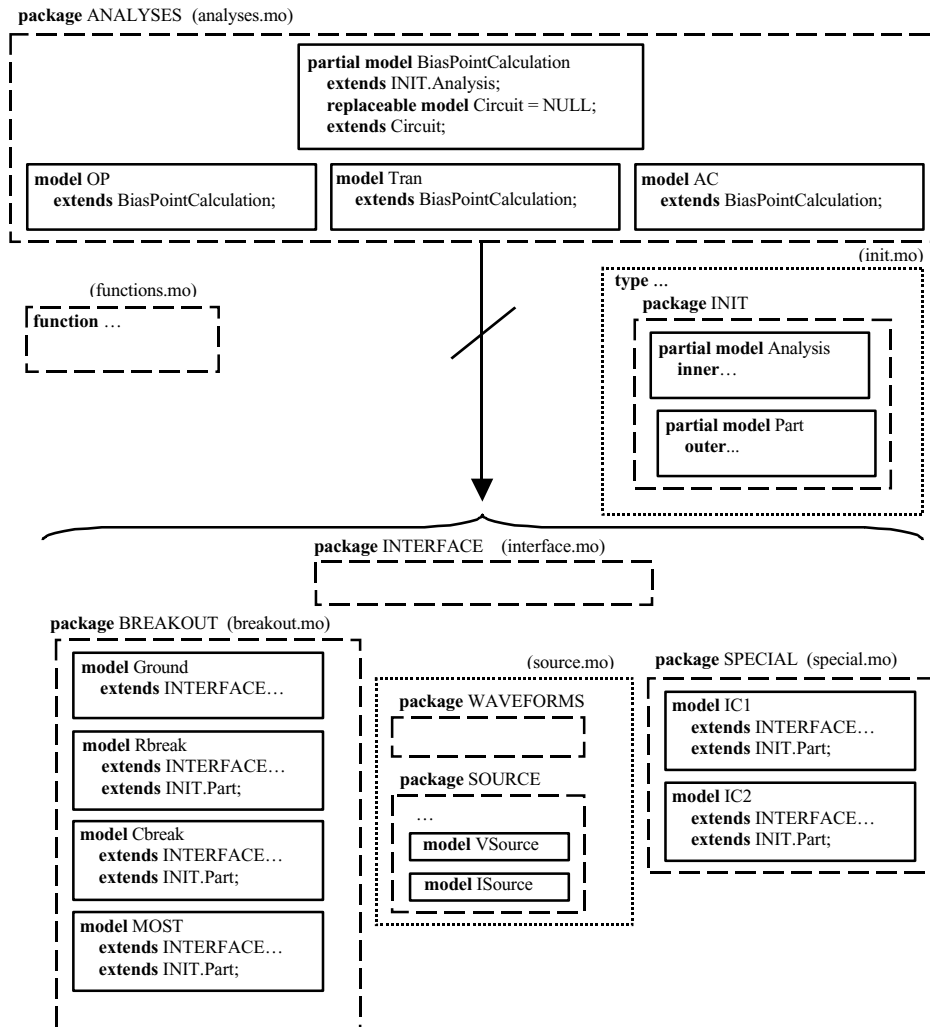 package ANALYSES (analyses.mo)
partial model BiasPointCalculation
extends INIT.Analysis;
replaceable model Circuit = NULL;
extends Circuit;
model OP
extends BiasPointCalculation;
model Tran
extends BiasPointCalculation;
model AC
extends BiasPointCalculation;
(functions.mo)
function …
(init.mo)
type ...
package INIT
partial model Analysis
inner…
partial model Part
outer...
package INTERFACE (interface.mo)
package BREAKOUT (breakout.mo)
model Ground
extends INTERFACE…
model Rbreak
extends INTERFACE…
extends INIT.Part;
model Cbreak
extends INTERFACE…
extends INIT.Part;
model MOST
extends INTERFACE…
extends INIT.Part;
(source.mo)
package WAVEFORMS
package SOURCE
…
model VSource
model ISource
package SPECIAL (special.mo)
model IC1
extends INTERFACE…
extends INIT.Part;
model IC2
extends INTERFACE…
extends INIT.Part;